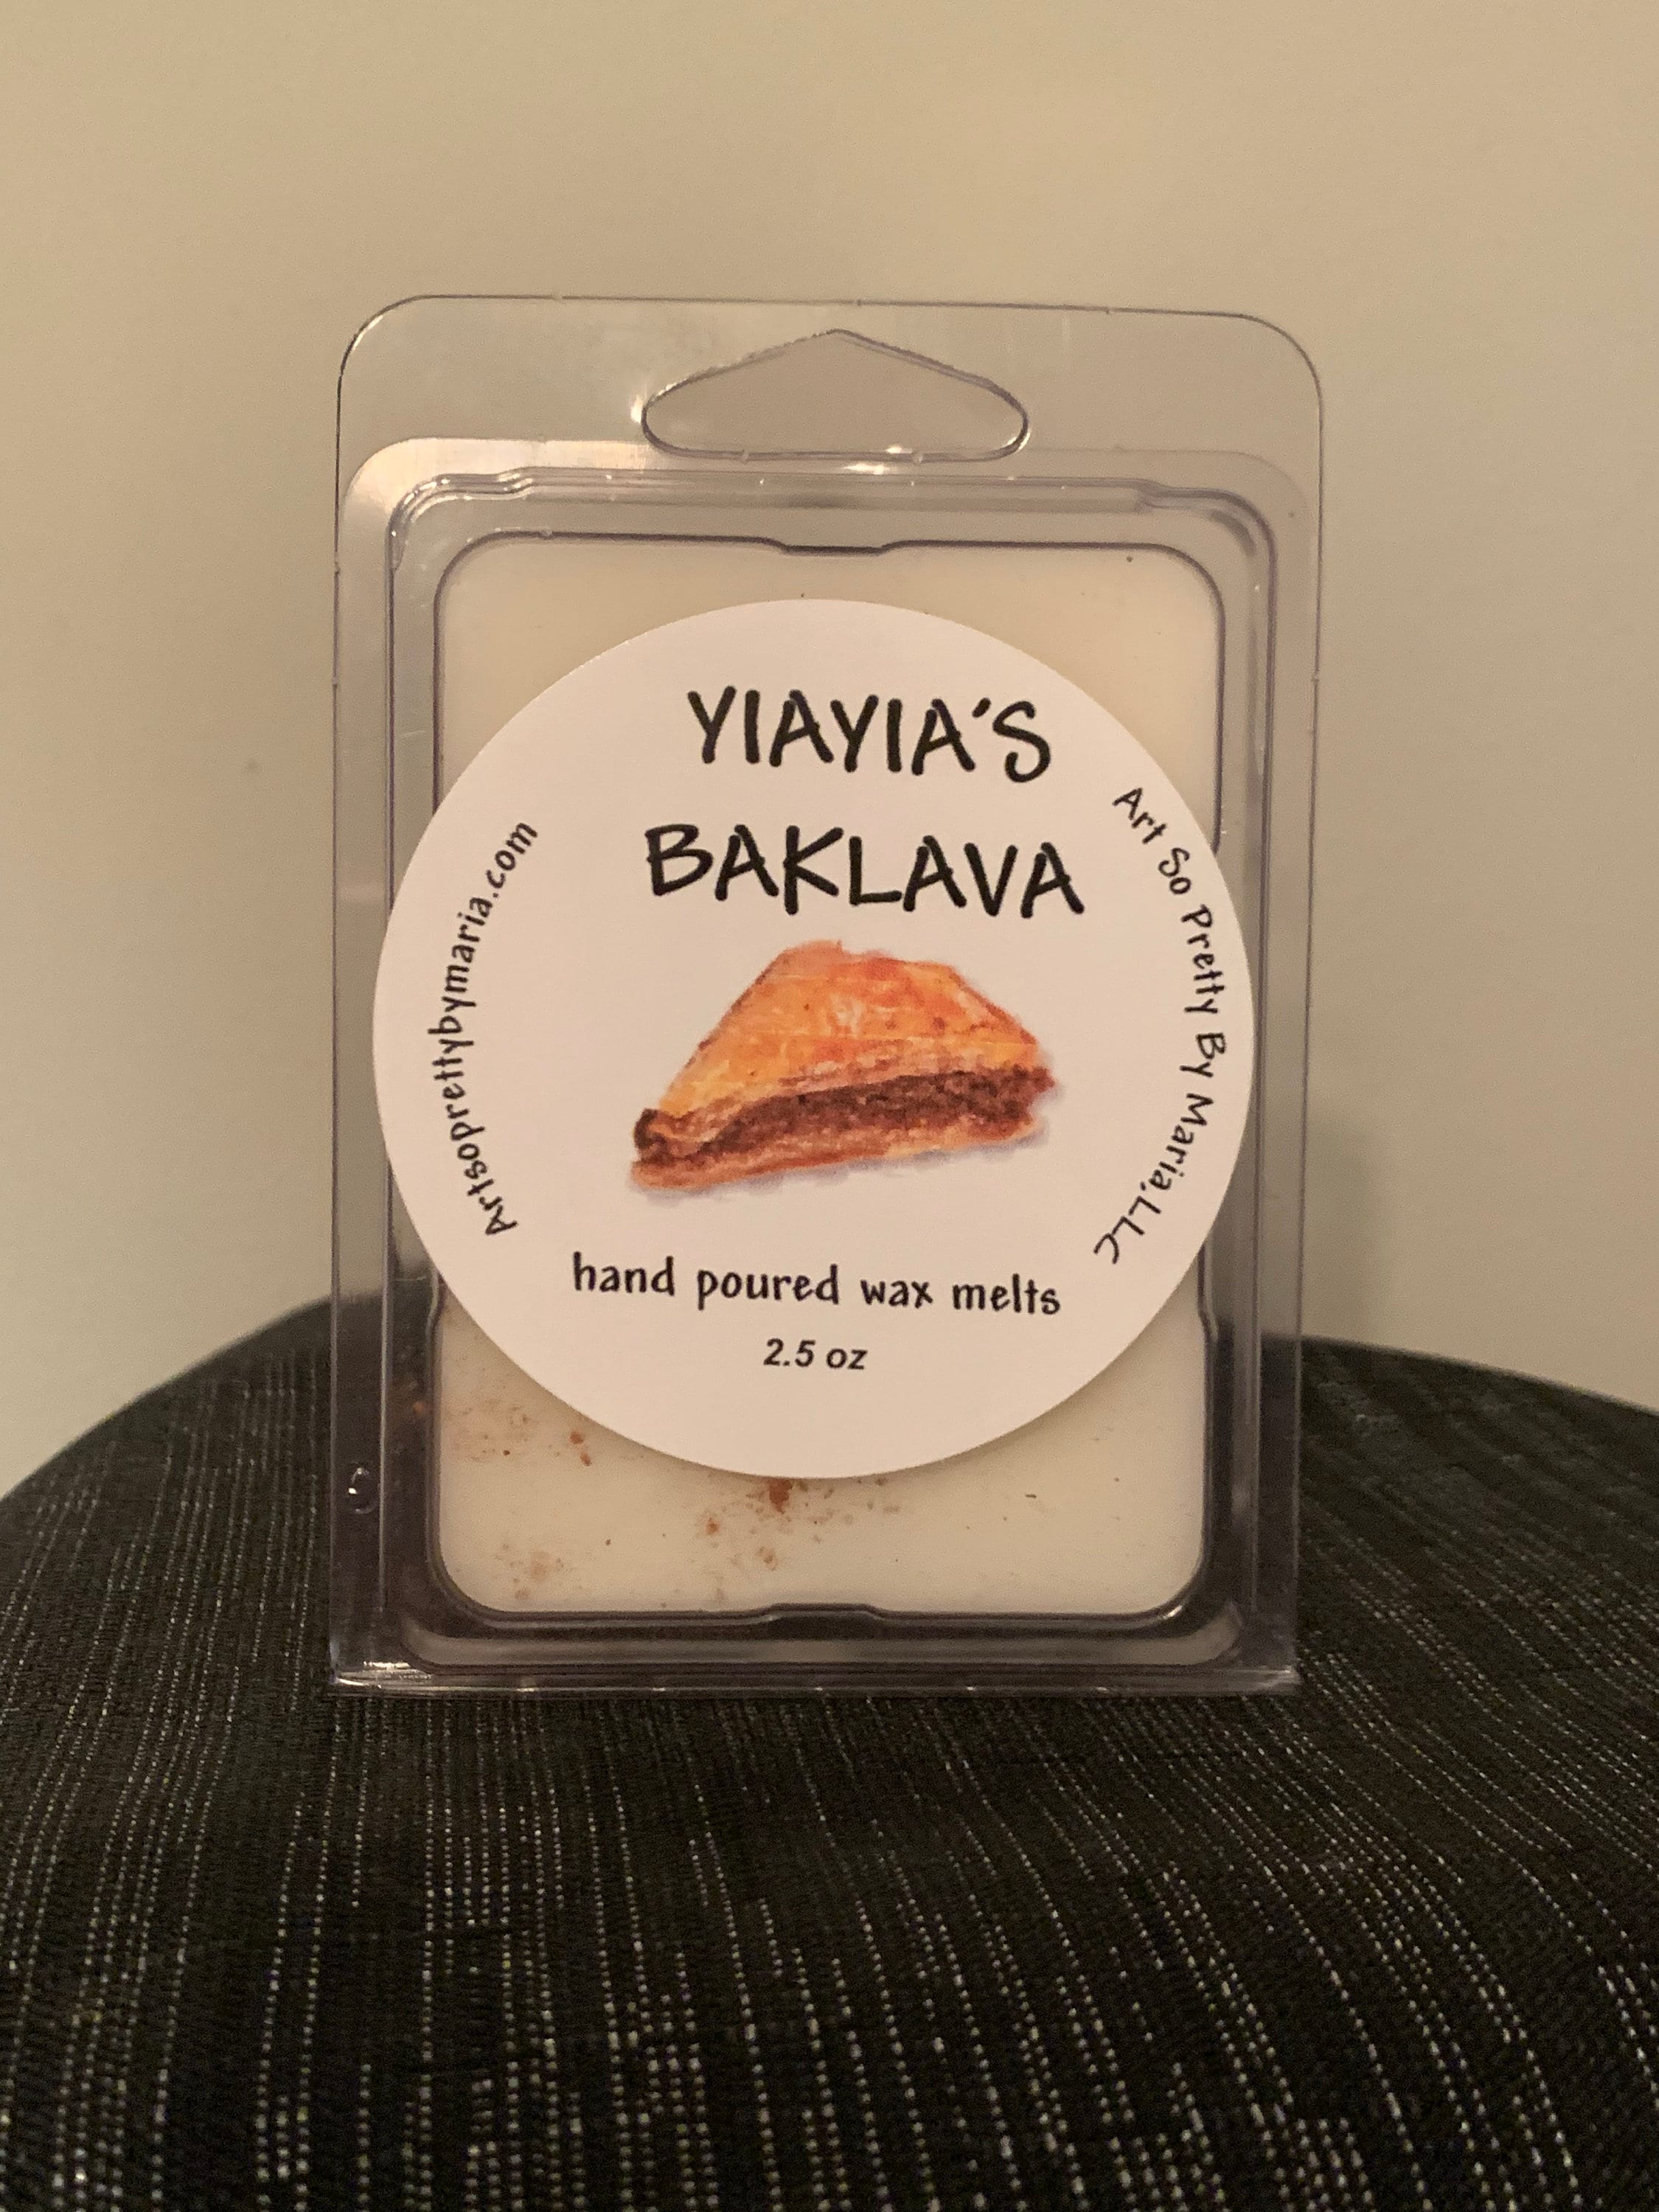 YIAYIA'S
BAKLAVA
Artsoprettybymaria.com
Art So Pretty By Maria,LLC
hand poured wax melts
2.5 oz